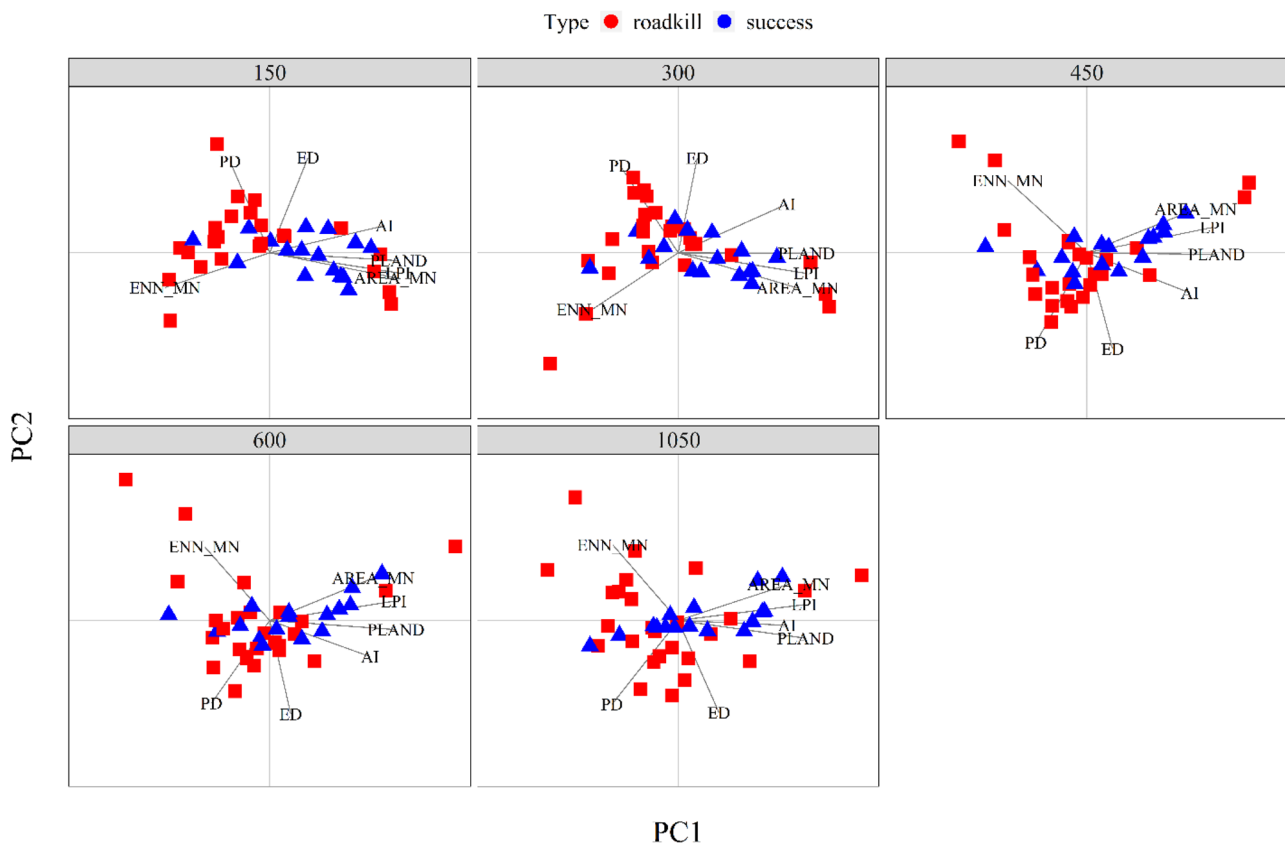 Type roadkill success
150
300
450
PD
ED
AI
PLAND
LPI
AREA_MN
ENN_MN
PD
ED
AI
PLAND
LPI
AREA_MN
ENN_MN
ENN_MN
AREA_MN
LPI
PLAND
AI
PD
ED
PC2
600
1050
ENN_MN
AREA_MN
LPI
PLAND
AI
PD
ED
ENN_MN
AREA_MN
LPI
AI
PLAND
PD
ED
PC1